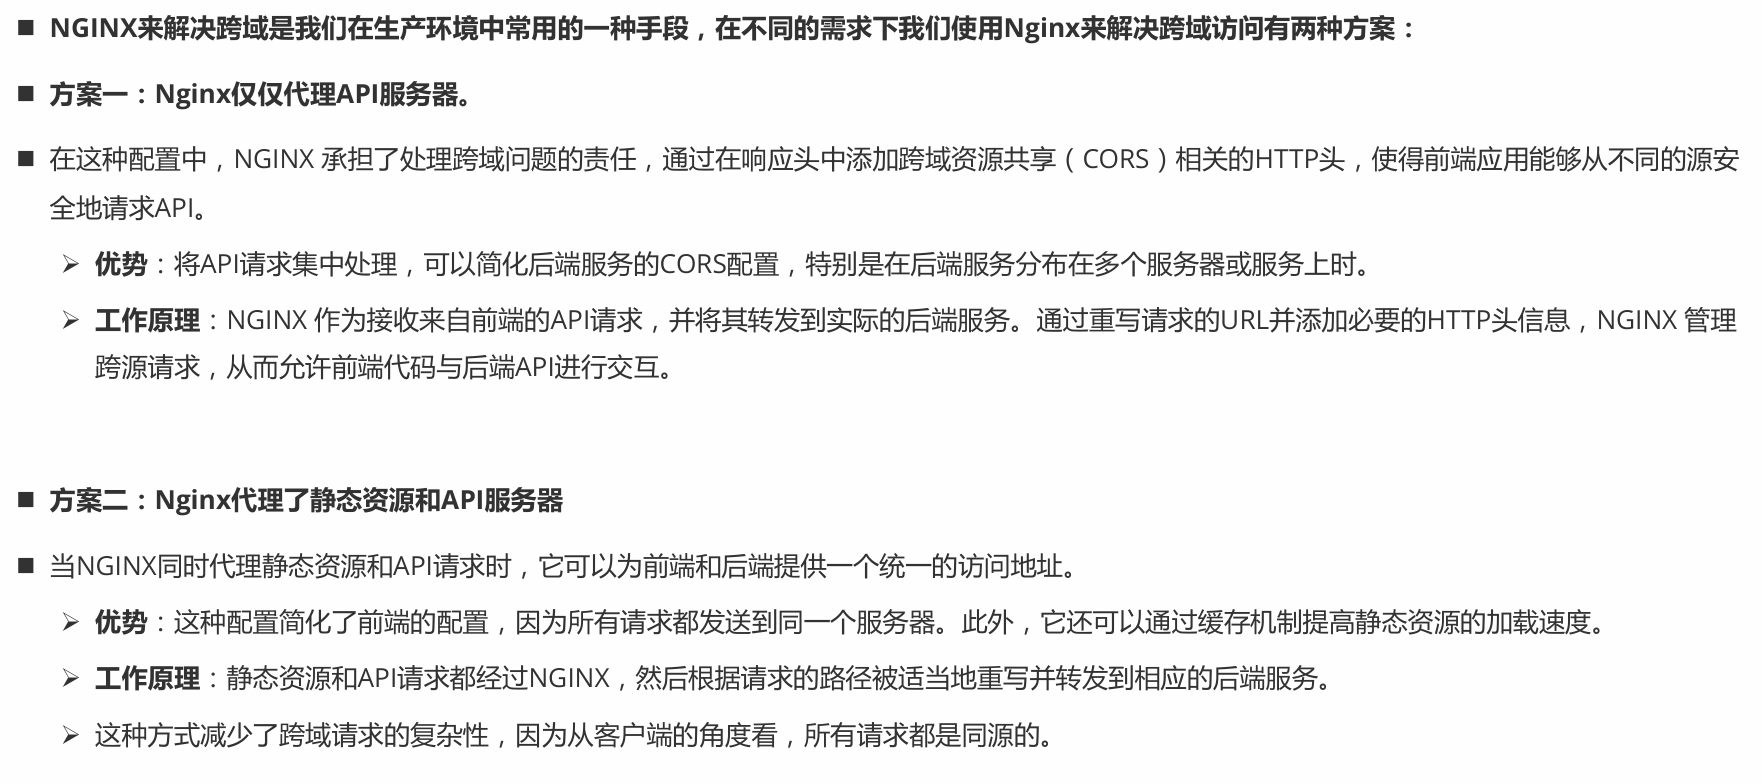 ■ NGINX来解决跨域是我们在生产环境中常用的一种手段，在不同的需求下我们使用Nginx来解决跨域访问有两种方案：
■ 方案一：Nginx仅仅代理API服务器。
■ 在这种配置中，NGINX 承担了处理跨域问题的责任，通过在响应头中添加跨域资源共享（CORS）相关的HTTP头，使得前端应用能够从不同的源安
全地请求API。
➢ 优势：将API请求集中处理，可以简化后端服务的CORS配置，特别是在后端服务分布在多个服务器或服务上时。
➢ 工作原理：NGINX 作为接收来自前端的API请求，并将其转发到实际的后端服务。通过重写请求的URL并添加必要的HTTP头信息，NGINX 管理
跨源请求，从而允许前端代码与后端API进行交互。
■ 方案二：Nginx代理了静态资源和API服务器
■ 当NGINX同时代理静态资源和API请求时，它可以为前端和后端提供一个统一的访问地址。
➢ 优势：这种配置简化了前端的配置，因为所有请求都发送到同一个服务器。此外，它还可以通过缓存机制提高静态资源的加载速度。
➢ 工作原理：静态资源和API请求都经过NGINX，然后根据请求的路径被适当地重写并转发到相应的后端服务。
➢ 这种方式减少了跨域请求的复杂性，因为从客户端的角度看，所有请求都是同源的。